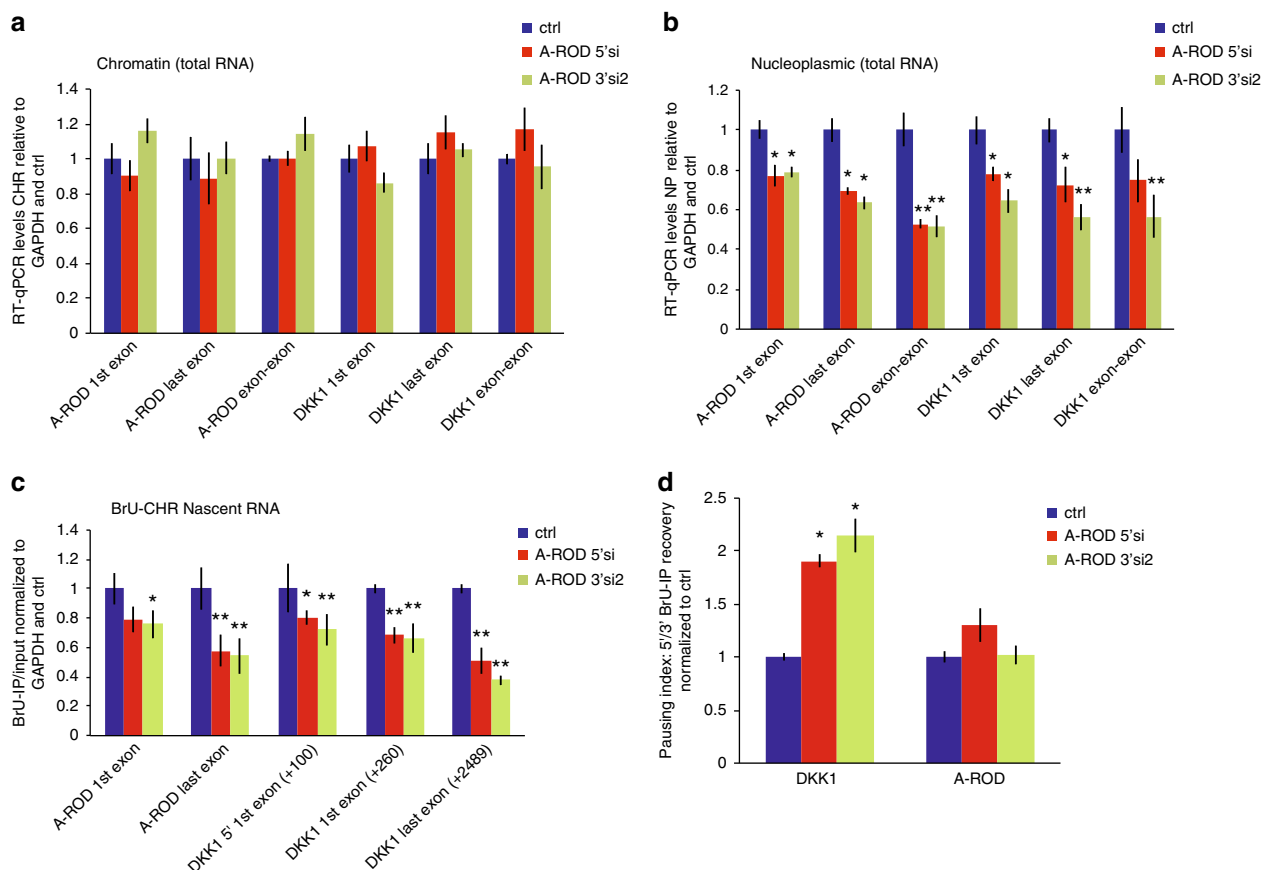 a
Chromatin (total RNA)
ctrl
A-ROD 5'si
A-ROD 3'si2
RT-qPCR levels CHR relative to
GAPDH and ctrl
1.4
1.2
1
0.8
0.6
0.4
0.2
0
A-ROD 1st exon
A-ROD last exon
A-ROD exon-exon
DKK1 1st exon
DKK1 last exon
DKK1 exon-exon
b
Nucleoplasmic (total RNA)
ctrl
A-ROD 5'si
A-ROD 3'si2
RT-qPCR levels NP relative to
GAPDH and ctrl
1.2
1
0.8
0.6
0.4
0.2
0
* *
* *
** **
* *
* **
**
A-ROD 1st exon
A-ROD last exon
A-ROD exon-exon
DKK1 1st exon
DKK1 last exon
DKK1 exon-exon
c
BrU-CHR Nascent RNA
ctrl
A-ROD 5'si
A-ROD 3'si2
BrU-IP/input normalized to
GAPDH and ctrl
1.4
1.2
1
0.8
0.6
0.4
0.2
0
*
** **
* **
** **
** **
A-ROD 1st exon
A-ROD last exon
DKK1 5' 1st exon (+100)
DKK1 1st exon (+260)
DKK1 last exon (+2489)
d
ctrl
A-ROD 5'si
A-ROD 3'si2
Pausing index: 5'/3' BrU-IP recovery
normalized to ctrl
2.5
2
1.5
1
0.5
0
* *
DKK1
A-ROD